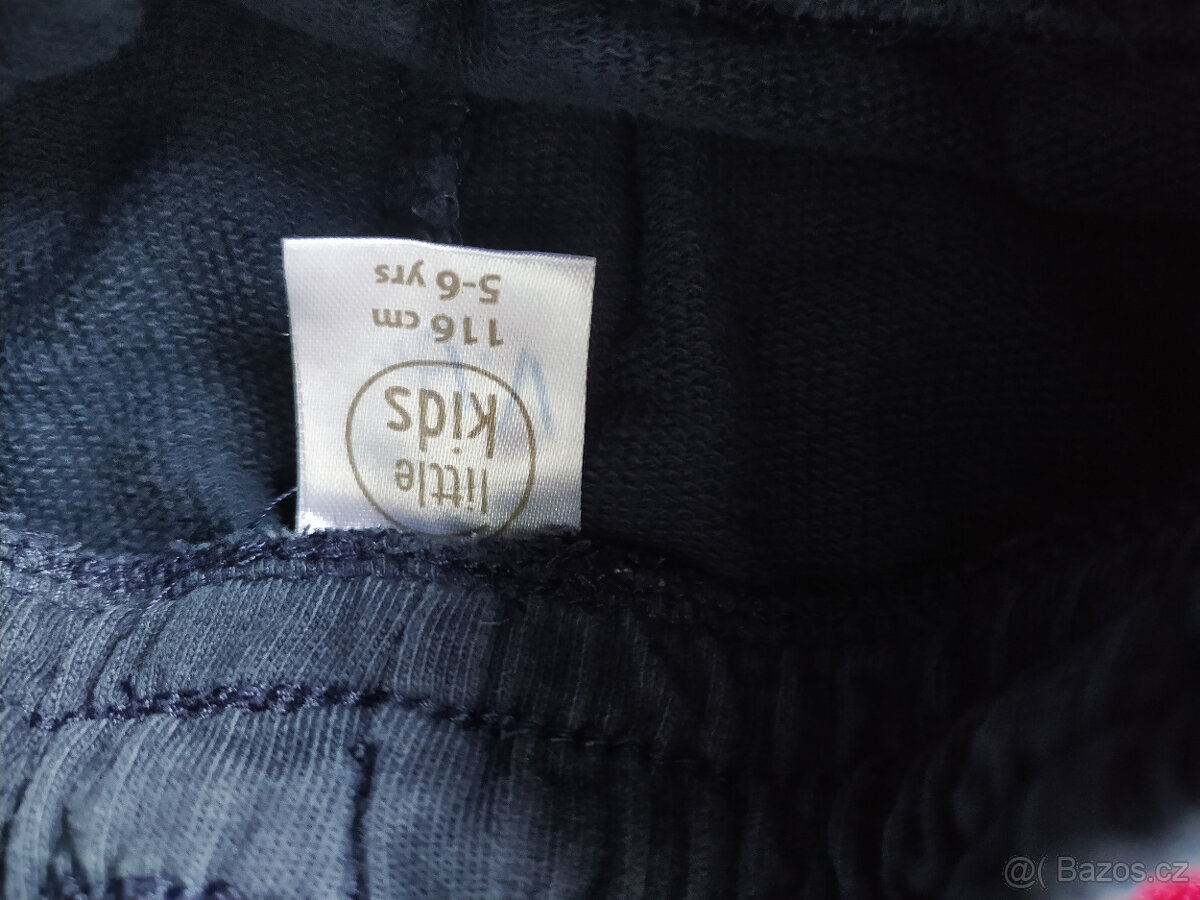 little
kids
116 cm
5-6 yrs
@( Bazos.cz